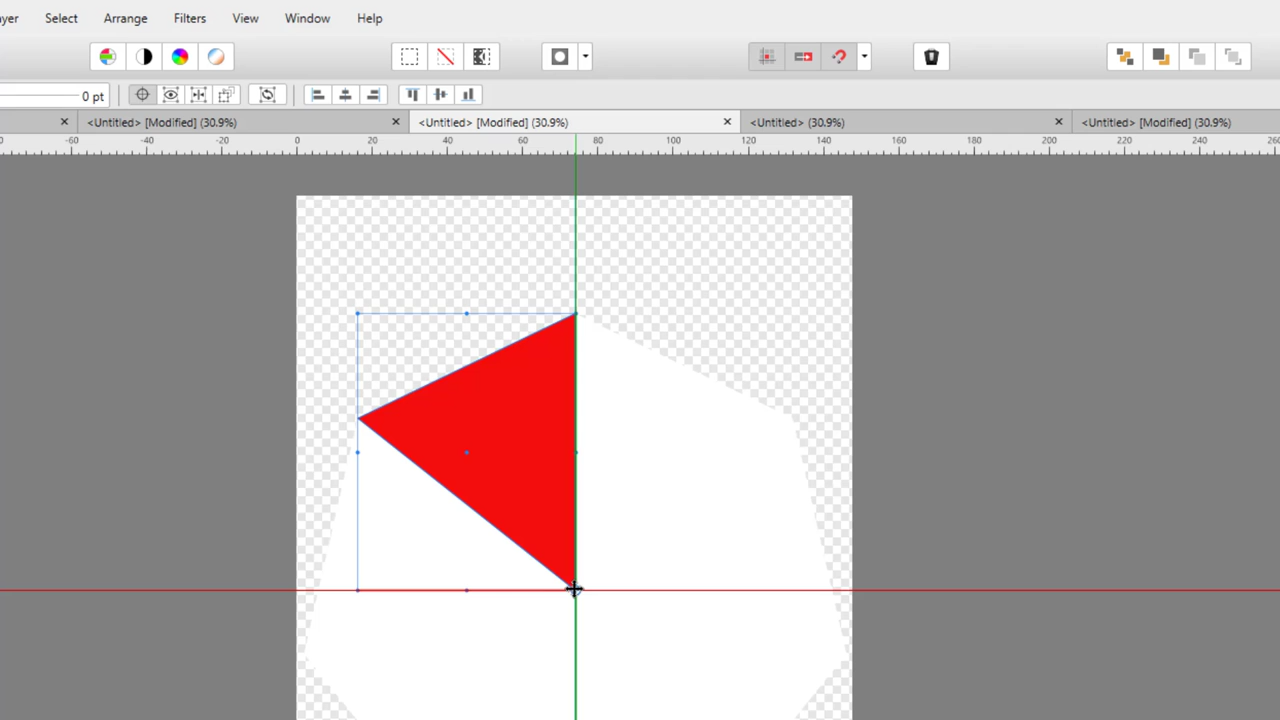 yer Select Arrange Filters View Window Help
0 pt
<Untitled> [Modified] (30.9%) <Untitled> [Modified] (30.9%) <Untitled> (30.9%) <Untitled> [Modified] (30.9%)
-60 -40 -20 0 20 40 60 80 100 120 140 160 180 200 220 240 260